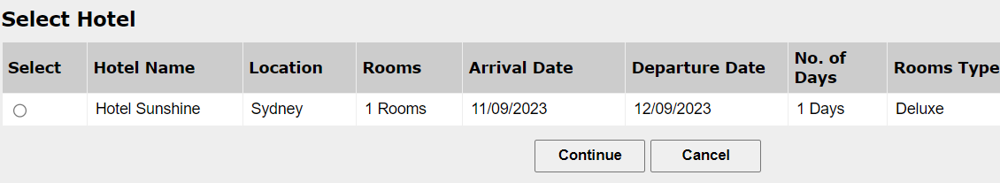 Select Hotel
Select Hotel Name Location Rooms Arrival Date Departure Date No. of Days Rooms Type
Hotel Sunshine Sydney 1 Rooms 11/09/2023 12/09/2023 1 Days Deluxe
Continue Cancel